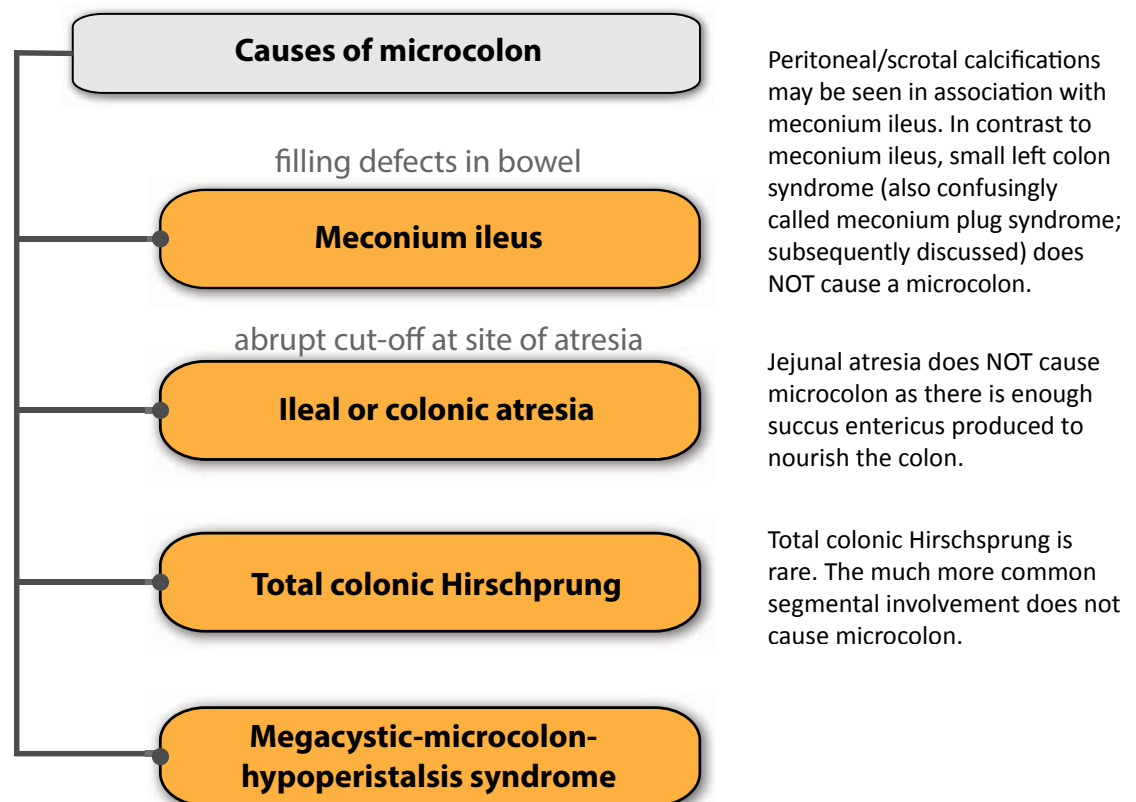 Causes of microcolon
filling defects in bowel
Meconium ileus
Peritoneal/scrotal calcifications
may be seen in association with
meconium ileus. In contrast to
meconium ileus, small left colon
syndrome (also confusingly
called meconium plug syndrome;
subsequently discussed) does
NOT cause a microcolon.
abrupt cut-off at site of atresia
Ileal or colonic atresia
Jejunal atresia does NOT cause
microcolon as there is enough
succus entericus produced to
nourish the colon.
Total colonic Hirschprung
Total colonic Hirschsprung is
rare. The much more common
segmental involvement does not
cause microcolon.
Megacystic-microcolon-
hypoperistalsis syndrome